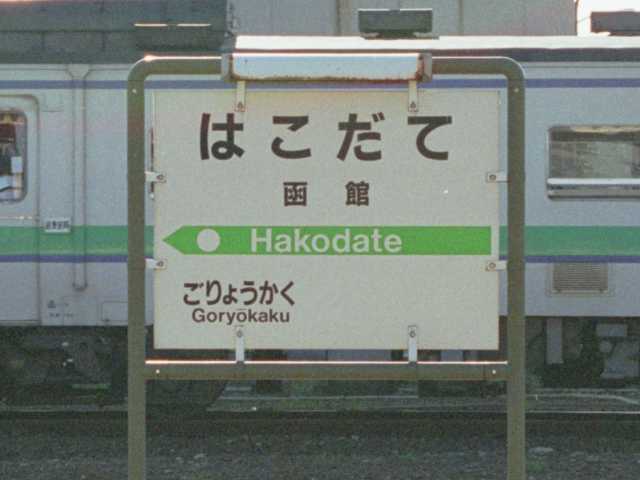 はこだて
函館
Hakodate
ごりょうかく
Goryōkaku